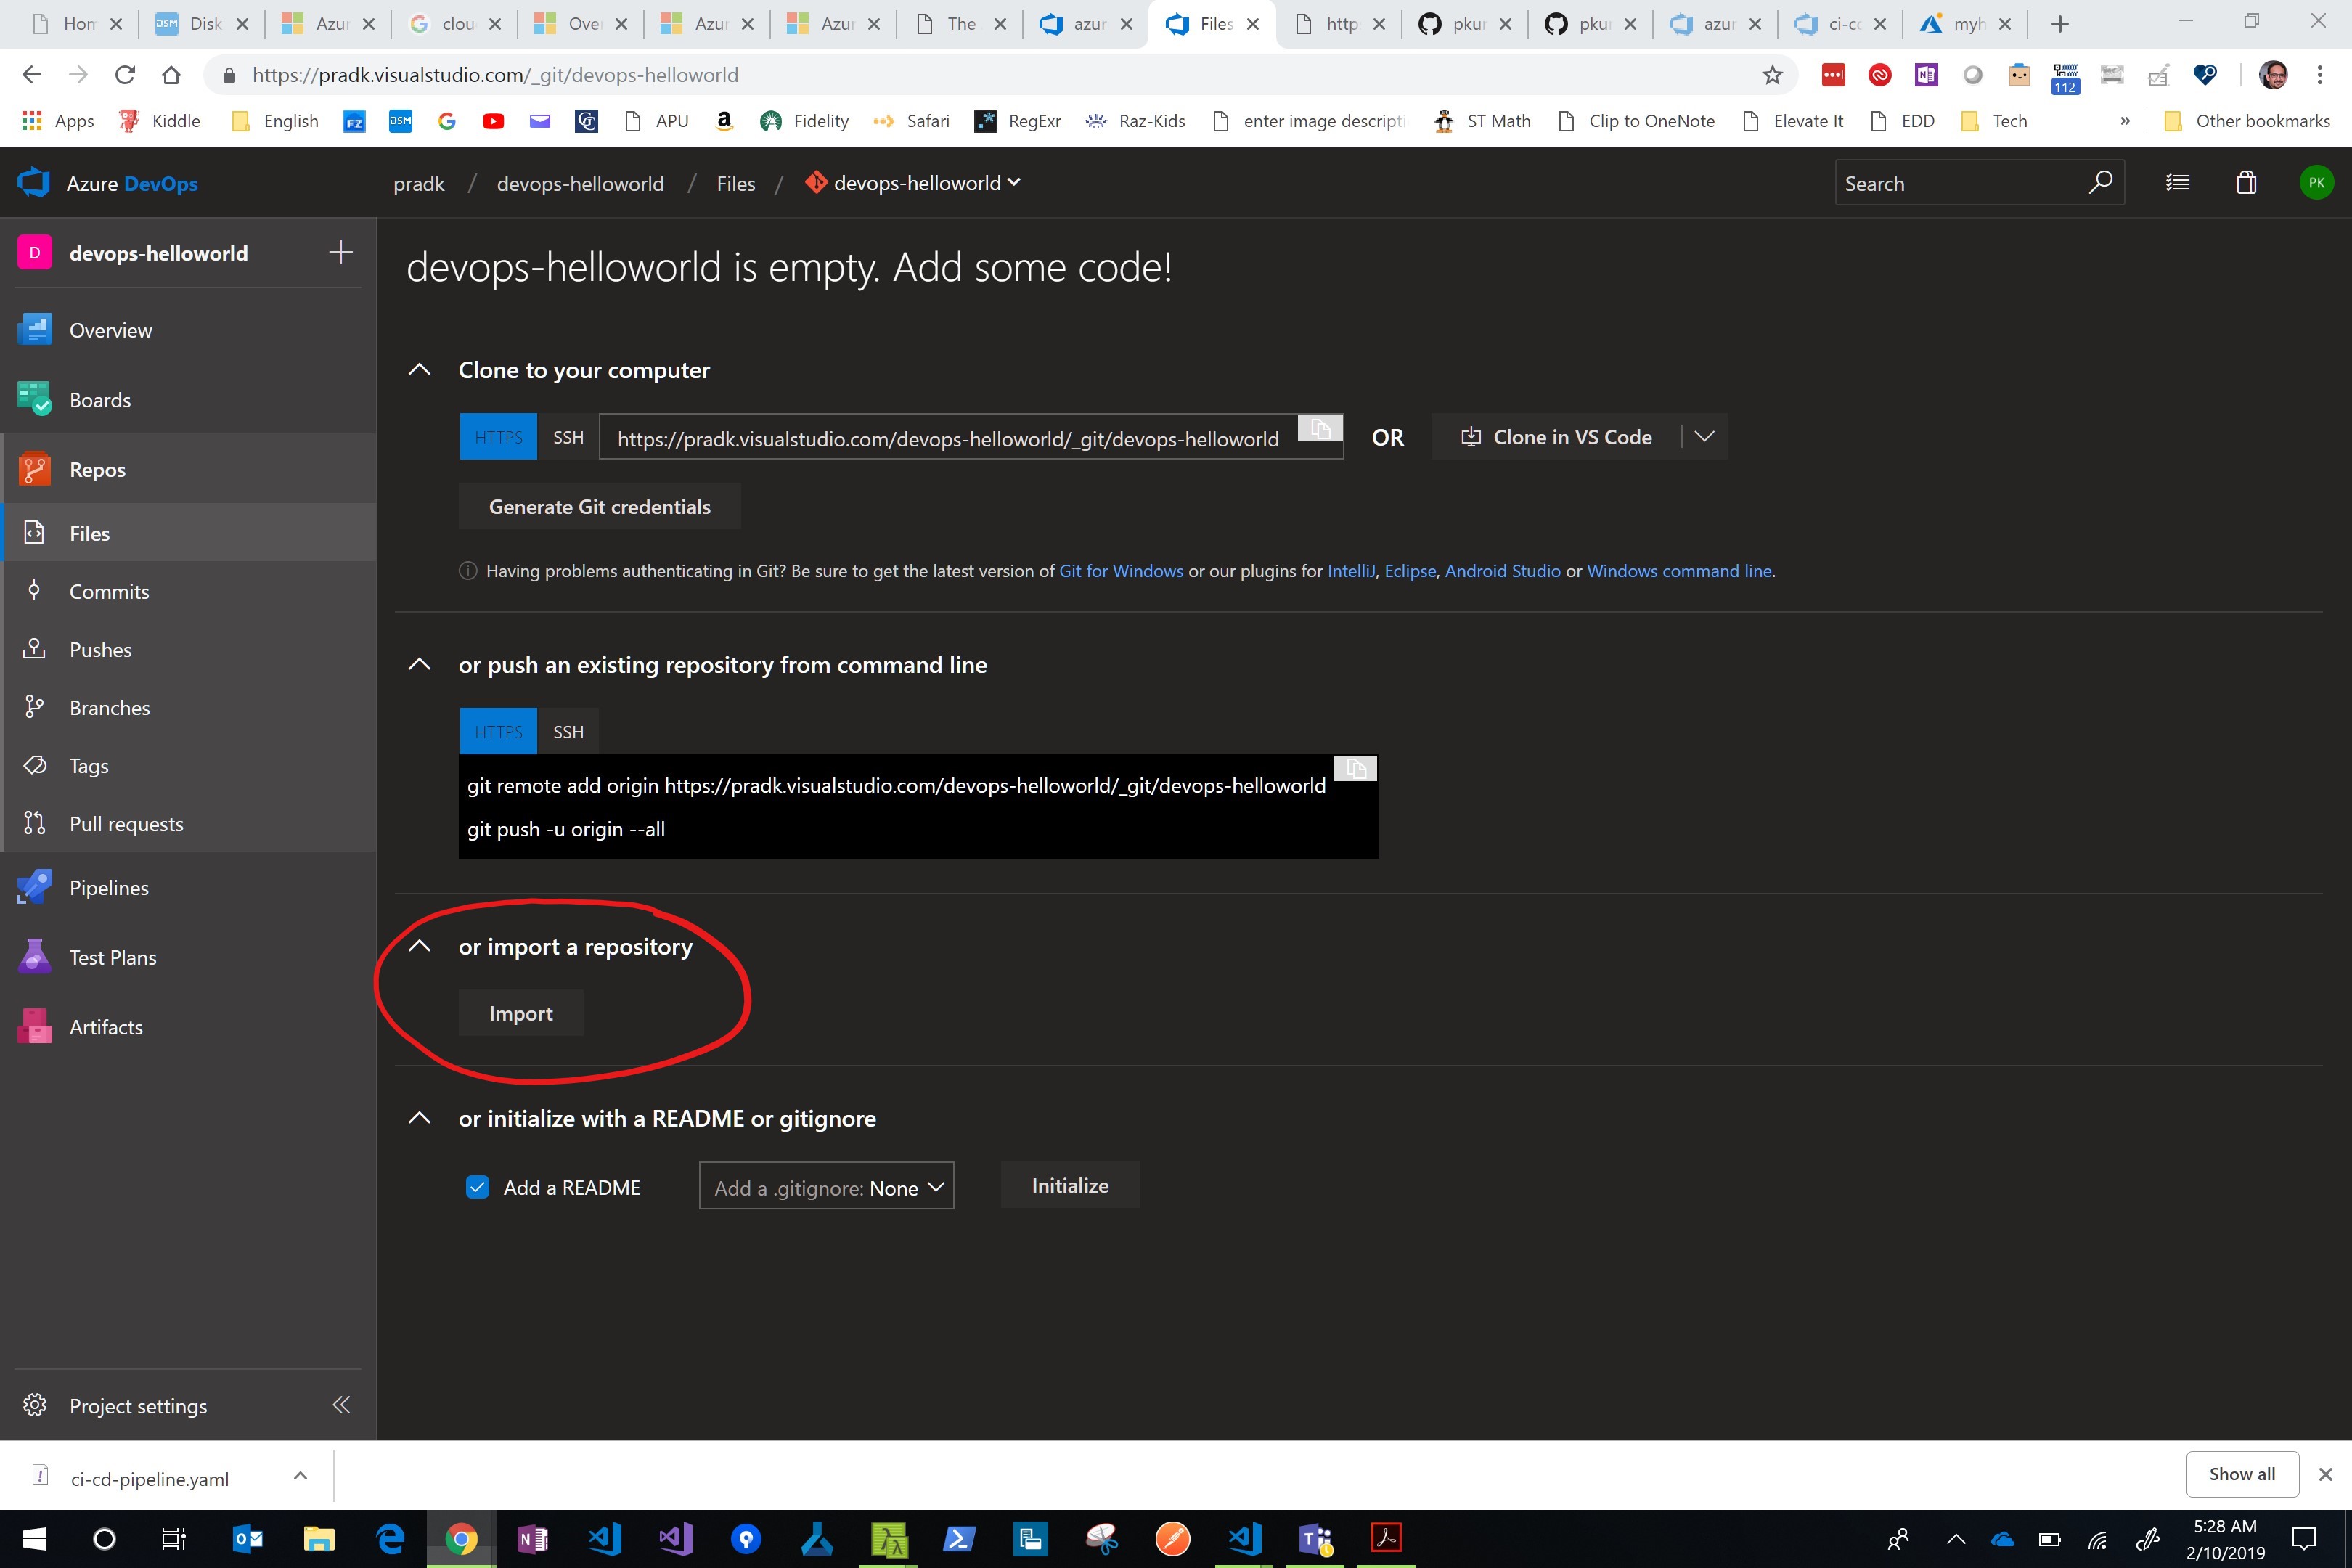 Hom
Disk
Azur
clou
Over
Azur
Azur
The
azur
Files
http
pkur
pkur
azur
ci-cc
myh
https://pradk.visualstudio.com/_git/devops-helloworld
112
Apps
Kiddle
English
FZ
DSM
APU
Fidelity
Safari
RegExr
Raz-Kids
enter image descripti
ST Math
Clip to OneNote
Elevate It
EDD
Tech
»
Other bookmarks
Azure DevOps
pradk / devops-helloworld / Files / devops-helloworld
Search
PK
D
devops-helloworld
Overview
Boards
Repos
Files
Commits
Pushes
Branches
Tags
Pull requests
Pipelines
Test Plans
Artifacts
Project settings
devops-helloworld is empty. Add some code!
Clone to your computer
HTTPS SSH https://pradk.visualstudio.com/devops-helloworld/_git/devops-helloworld OR Clone in VS Code
Generate Git credentials
Having problems authenticating in Git? Be sure to get the latest version of Git for Windows or our plugins for IntelliJ, Eclipse, Android Studio or Windows command line.
or push an existing repository from command line
HTTPS SSH
git remote add origin https://pradk.visualstudio.com/devops-helloworld/_git/devops-helloworld
git push -u origin --all
or import a repository
Import
or initialize with a README or gitignore
Add a README Add a .gitignore: None Initialize
ci-cd-pipeline.yaml
Show all
5:28 AM
2/10/2019